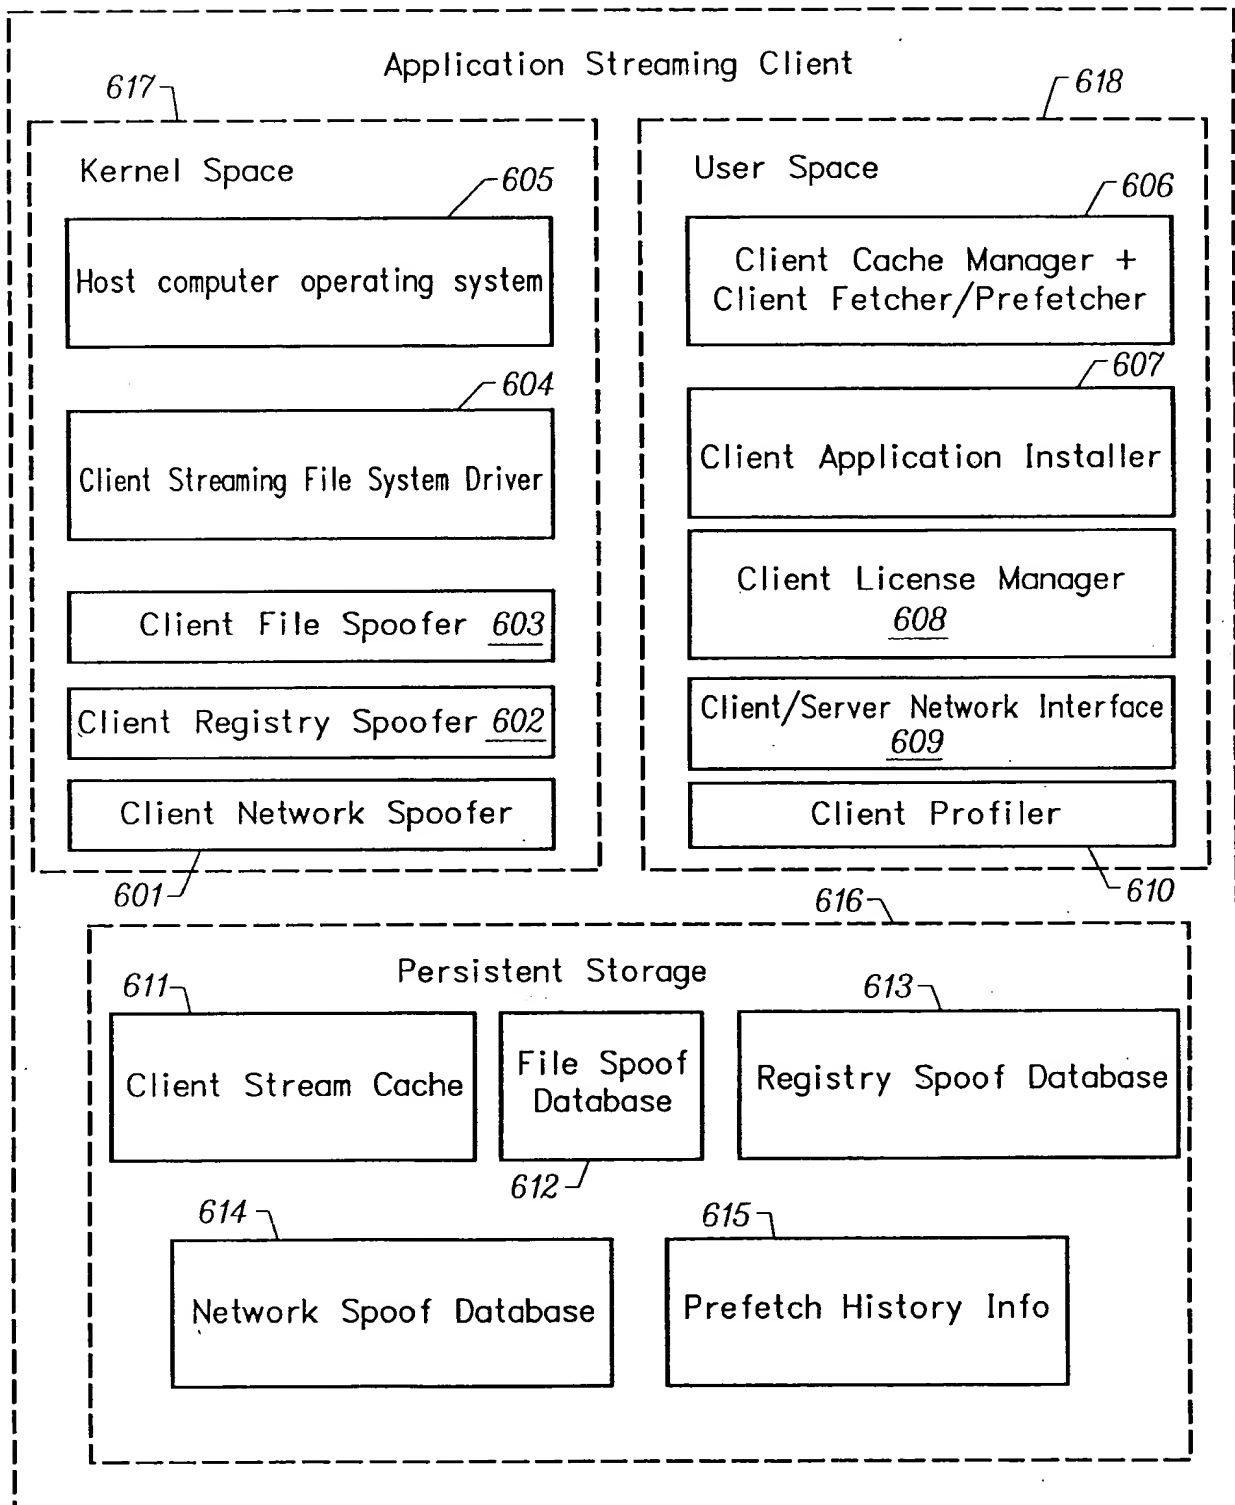 Application Streaming Client
617
618
Kernel Space
605
Host computer operating system
604
Client Streaming File System Driver
Client File Spoofer 603
Client Registry Spoofer 602
Client Network Spoofer
601
User Space
606
Client Cache Manager +
Client Fetcher/Prefetcher
607
Client Application Installer
Client License Manager
608
Client/Server Network Interface
609
Client Profiler
610
616
Persistent Storage
611
Client Stream Cache
File Spoof
Database
612
613
Registry Spoof Database
614
Network Spoof Database
615
Prefetch History Info